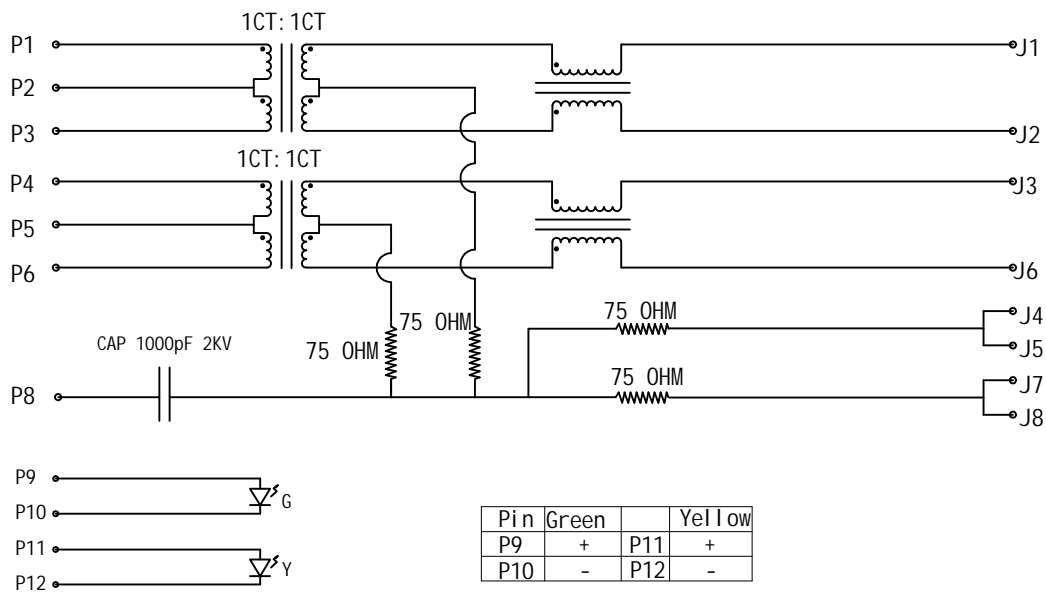 1CT: 1CT
P1
J1
P2
P3
J2
1CT: 1CT
P4
J3
P5
P6
J6
75 OHM
J4
75 OHM
75 OHM
J5
CAP 1000pF 2KV
75 OHM
J7
P8
J8
P9
G
P10
P11
Y
P12
Pin Green Yellow
P9 + P11 +
P10 - P12 -